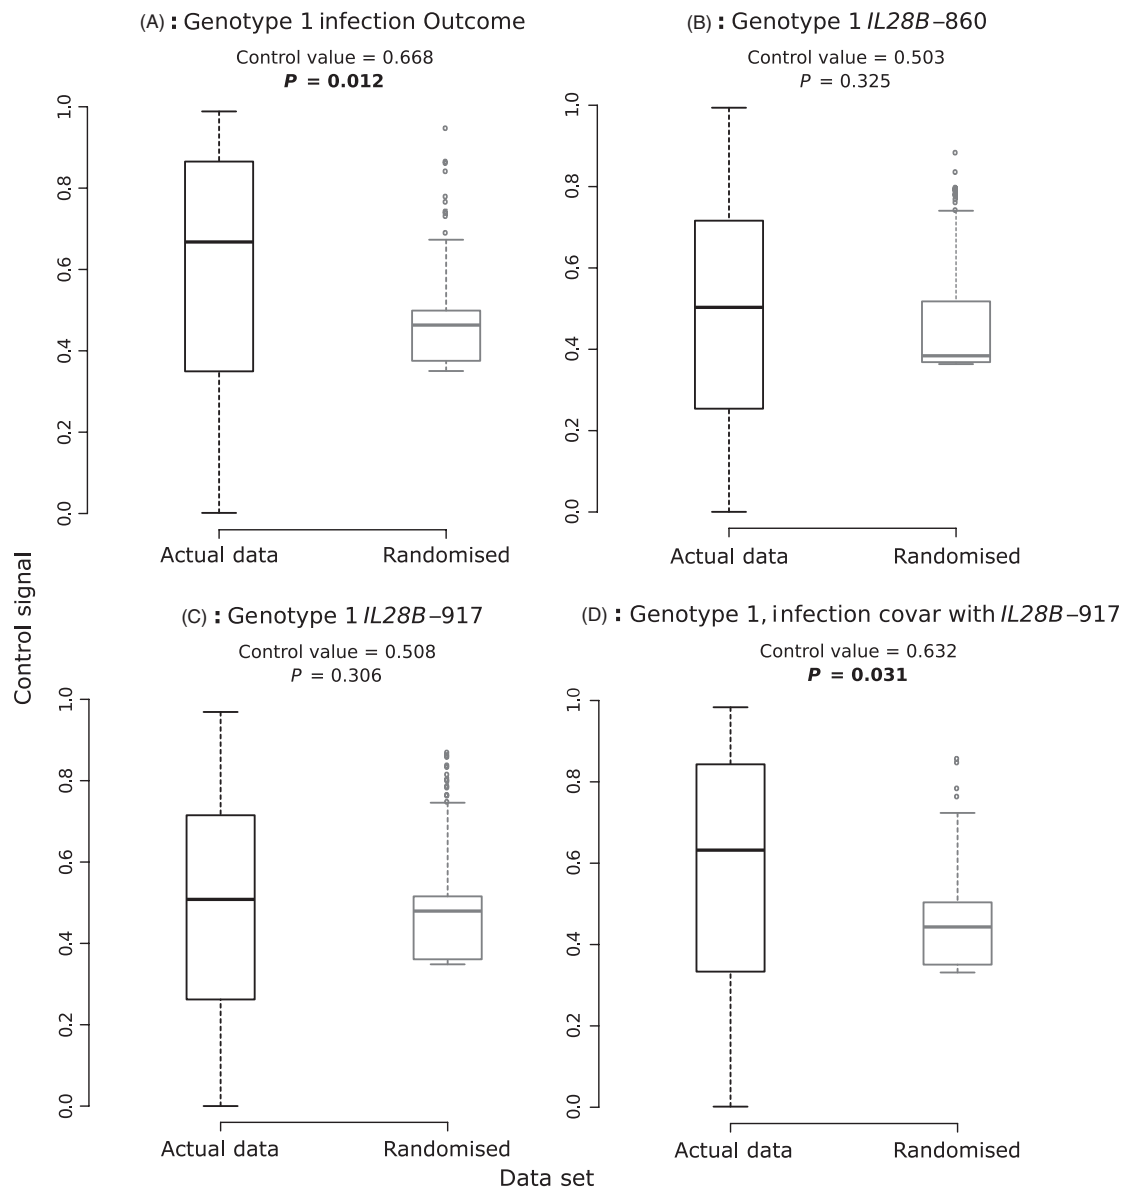 (A) : Genotype 1 infection Outcome
Control value = 0.668
P = 0.012
1.0
0.8
0.6
0.4
0.2
0.0
Actual data Randomised
(B) : Genotype 1 IL28B–860
Control value = 0.503
P = 0.325
1.0
0.8
0.6
0.4
0.2
0.0
Actual data Randomised
Control signal
(C) : Genotype 1 IL28B–917
Control value = 0.508
P = 0.306
1.0
0.8
0.6
0.4
0.2
0.0
Actual data Randomised
(D) : Genotype 1, infection covar with IL28B–917
Control value = 0.632
P = 0.031
1.0
0.8
0.6
0.4
0.2
0.0
Actual data Randomised
Data set